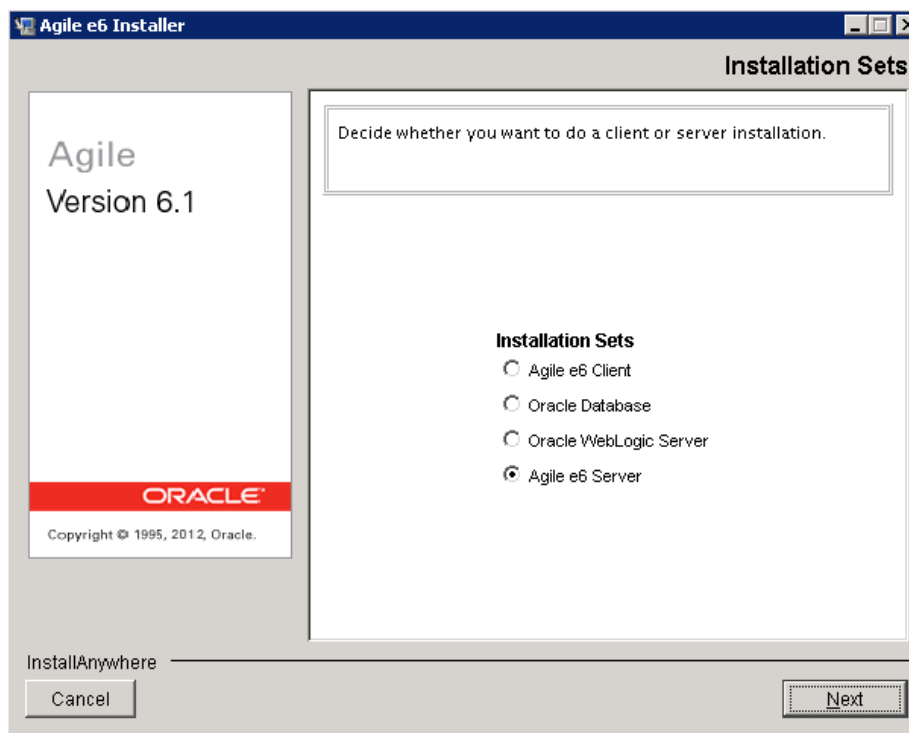 Agile e6 Installer
Installation Sets
Agile
Version 6.1
ORACLE
Copyright © 1995, 2012, Oracle.
Decide whether you want to do a client or server installation.
Installation Sets
Agile e6 Client
Oracle Database
Oracle WebLogic Server
Agile e6 Server
InstallAnywhere
Cancel
Next